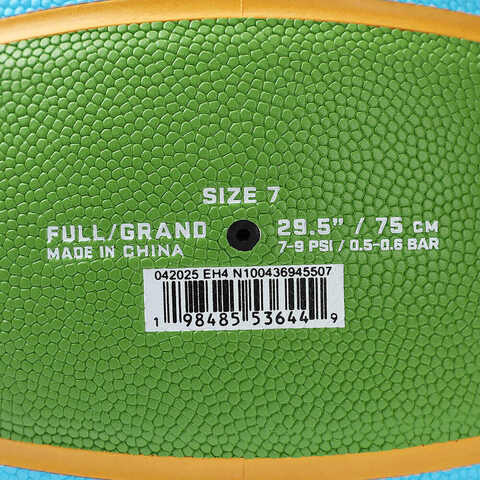 SIZE 7
FULL/GRAND 29.5" / 75 CM
MADE IN CHINA 7-9 PSI / 0.5-0.6 BAR
042025 EH4 N100436945507
1 98485 53644 9